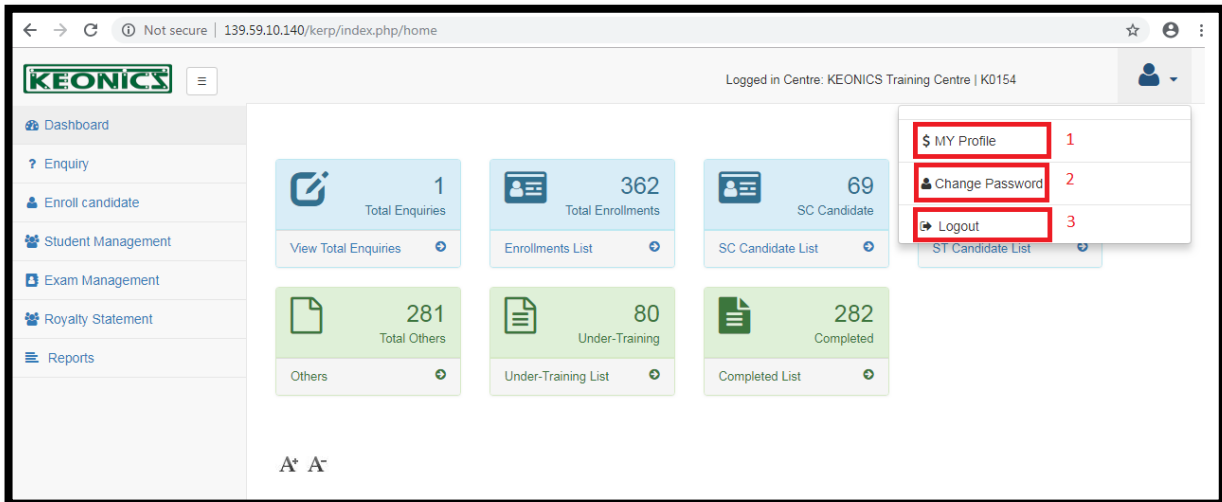 Not secure | 139.59.10.140/kerp/index.php/home
KEONICS
Logged in Centre: KEONICS Training Centre | K0154
Dashboard
? Enquiry
Enroll candidate
Student Management
Exam Management
Royalty Statement
Reports
$ MY Profile 1
Change Password 2
Logout 3
1
Total Enquiries
View Total Enquiries
362
Total Enrollments
Enrollments List
69
SC Candidate
SC Candidate List
ST Candidate List
281
Total Others
Others
80
Under-Training
Under-Training List
282
Completed
Completed List
A+ A-